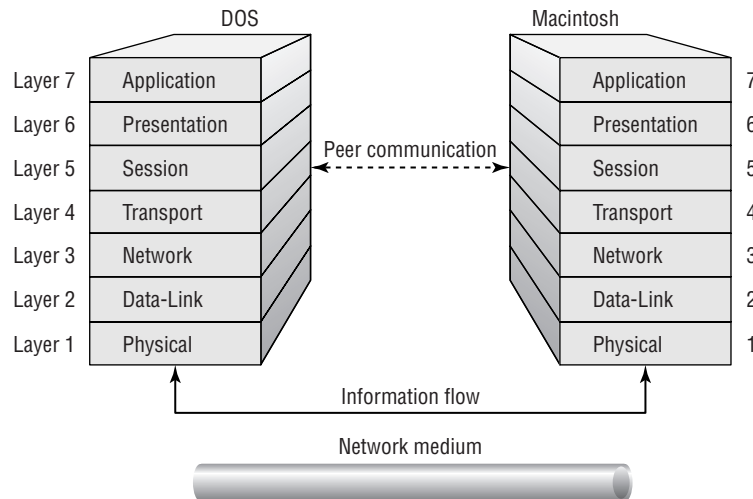 DOS
Macintosh
Layer 7 Application
Application 7
Layer 6 Presentation
Presentation 6
Peer communication
Layer 5 Session
Session 5
Layer 4 Transport
Transport 4
Layer 3 Network
Network 3
Layer 2 Data-Link
Data-Link 2
Layer 1 Physical
Physical 1
Information flow
Network medium